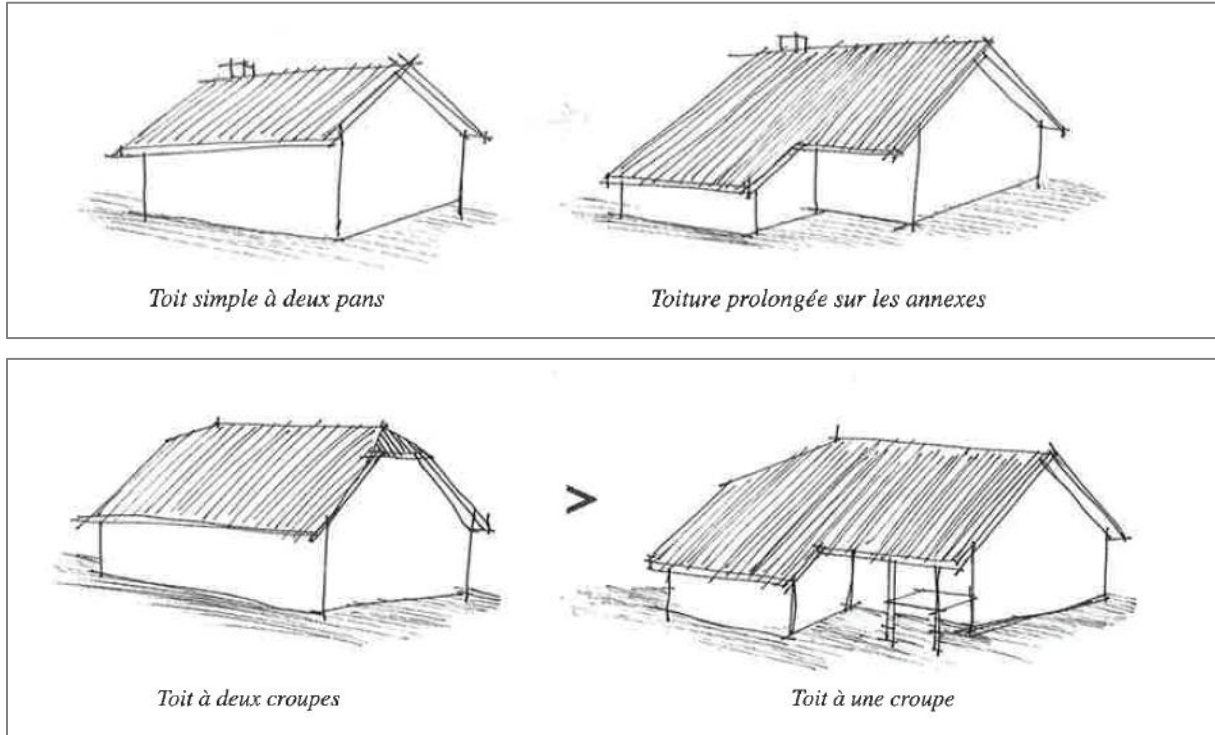 Toit simple à deux pans
Toiture prolongée sur les annexes
>
Toit à deux croupes
Toit à une croupe